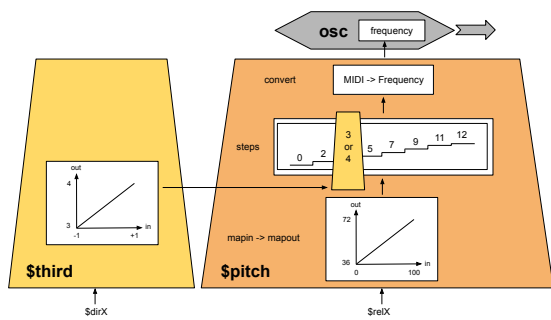 osc
frequency
convert
MIDI -> Frequency
steps
0
2
3
or
4
5
7
9
11
12
out
4
3
-1
+1
in
mapin -> mapout
out
72
36
0
100
in
$third
$pitch
$dirX
$relX